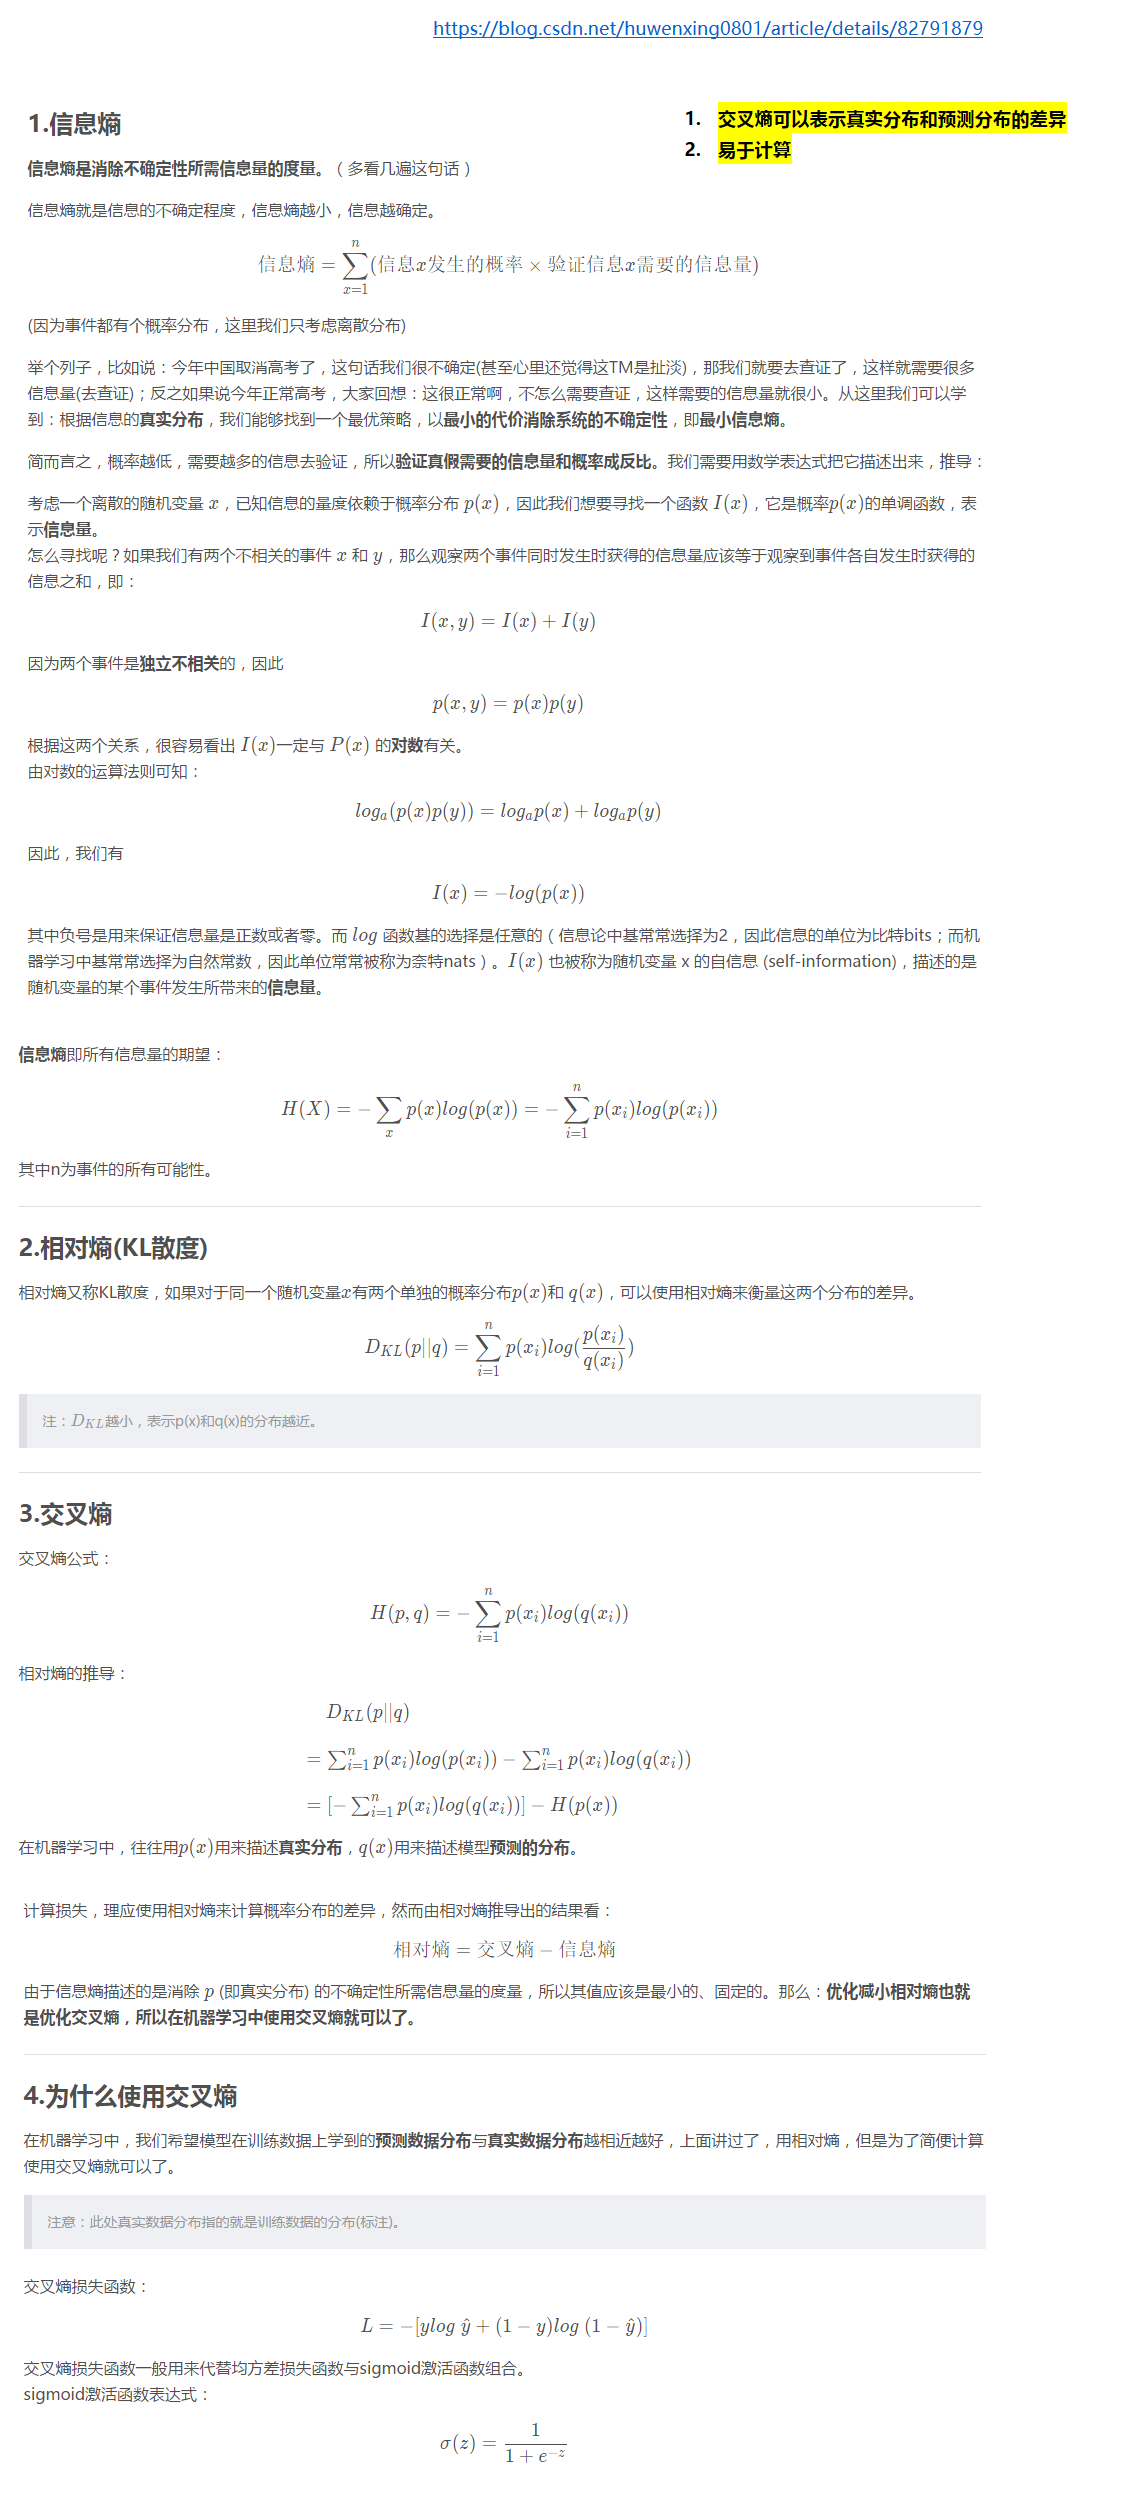 https://blog.csdn.net/huwenxing0801/article/details/82791879
1. 交叉熵可以表示真实分布和预测分布的差异
2. 易于计算
1.信息熵
信息熵是消除不确定性所需信息量的度量。（多看几遍这句话）
信息熵就是信息的不确定程度，信息熵越小，信息越确定。
信息熵 = \sum_{x=1}^{n}(信息x发生的概率 × 验证信息x需要的信息量)
(因为事件都有个概率分布，这里我们只考虑离散分布)
举个列子，比如说：今年中国取消高考了，这句话我们很不确定(甚至心里还觉得这TM是扯淡)，那我们就要去查证了，这样就需要很多
信息量(去查证)；反之如果说今年正常高考，大家回想：这很正常啊，不怎么需要查证，这样需要的信息量就很小。从这里我们可以学
到：根据信息的真实分布，我们能够找到一个最优策略，以最小的代价消除系统的不确定性，即最小信息熵。
简而言之，概率越低，需要越多的信息去验证，所以验证真假需要的信息量和概率成反比。我们需要用数学表达式把它描述出来，推导：
考虑一个离散的随机变量 x，已知信息的量度依赖于概率分布 p(x)，因此我们想要寻找一个函数 I(x)，它是概率p(x)的单调函数，表
示信息量。
怎么寻找呢？如果我们有两个不相关的事件 x 和 y，那么观察两个事件同时发生时获得的信息量应该等于观察到事件各自发生时获得的
信息之和，即：
I(x, y) = I(x) + I(y)
因为两个事件是独立不相关的，因此
p(x, y) = p(x)p(y)
根据这两个关系，很容易看出 I(x)一定与 P(x) 的对数有关。
由对数的运算法则可知：
log_a(p(x)p(y)) = log_a p(x) + log_a p(y)
因此，我们有
I(x) = −log(p(x))
其中负号是用来保证信息量是正数或者零。而 log 函数基的选择是任意的（信息论中基常常选择为2，因此信息的单位为比特bits；而机
器学习中基常常选择为自然常数，因此单位常常被称为奈特nats）。I(x) 也被称为随机变量 x 的自信息 (self-information)，描述的是
随机变量的某个事件发生所带来的信息量。
信息熵即所有信息量的期望：
H(X) = −\sum_{x} p(x)log(p(x)) = −\sum_{i=1}^{n} p(x_i)log(p(x_i))
其中n为事件的所有可能性。
2.相对熵(KL散度)
相对熵又称KL散度，如果对于同一个随机变量x有两个单独的概率分布p(x)和 q(x)，可以使用相对熵来衡量这两个分布的差异。
D_{KL}(p||q) = \sum_{i=1}^{n} p(x_i)log(\frac{p(x_i)}{q(x_i)})
注：D_{KL}越小，表示p(x)和q(x)的分布越近。
3.交叉熵
交叉熵公式：
H(p, q) = −\sum_{i=1}^{n} p(x_i)log(q(x_i))
相对熵的推导：
D_{KL}(p||q)
= \sum_{i=1}^{n} p(x_i)log(p(x_i)) − \sum_{i=1}^{n} p(x_i)log(q(x_i))
= [−\sum_{i=1}^{n} p(x_i)log(q(x_i))] − H(p(x))
在机器学习中，往往用p(x)用来描述真实分布，q(x)用来描述模型预测的分布。
计算损失，理应使用相对熵来计算概率分布的差异，然而由相对熵推导出的结果看：
相对熵 = 交叉熵 − 信息熵
由于信息熵描述的是消除 p (即真实分布) 的不确定性所需信息量的度量，所以其值应该是最小的、固定的。那么：优化减小相对熵也就
是优化交叉熵，所以在机器学习中使用交叉熵就可以了。
4.为什么使用交叉熵
在机器学习中，我们希望模型在训练数据上学到的预测数据分布与真实数据分布越相近越好，上面讲过了，用相对熵，但是为了简便计算
使用交叉熵就可以了。
注意：此处真实数据分布指的就是训练数据的分布(标注)。
交叉熵损失函数：
L = −[ylog ŷ + (1 − y)log (1 − ŷ)]
交叉熵损失函数一般用来代替均方差损失函数与sigmoid激活函数组合。
sigmoid激活函数表达式：
σ(z) = \frac{1}{1 + e^{−z}}